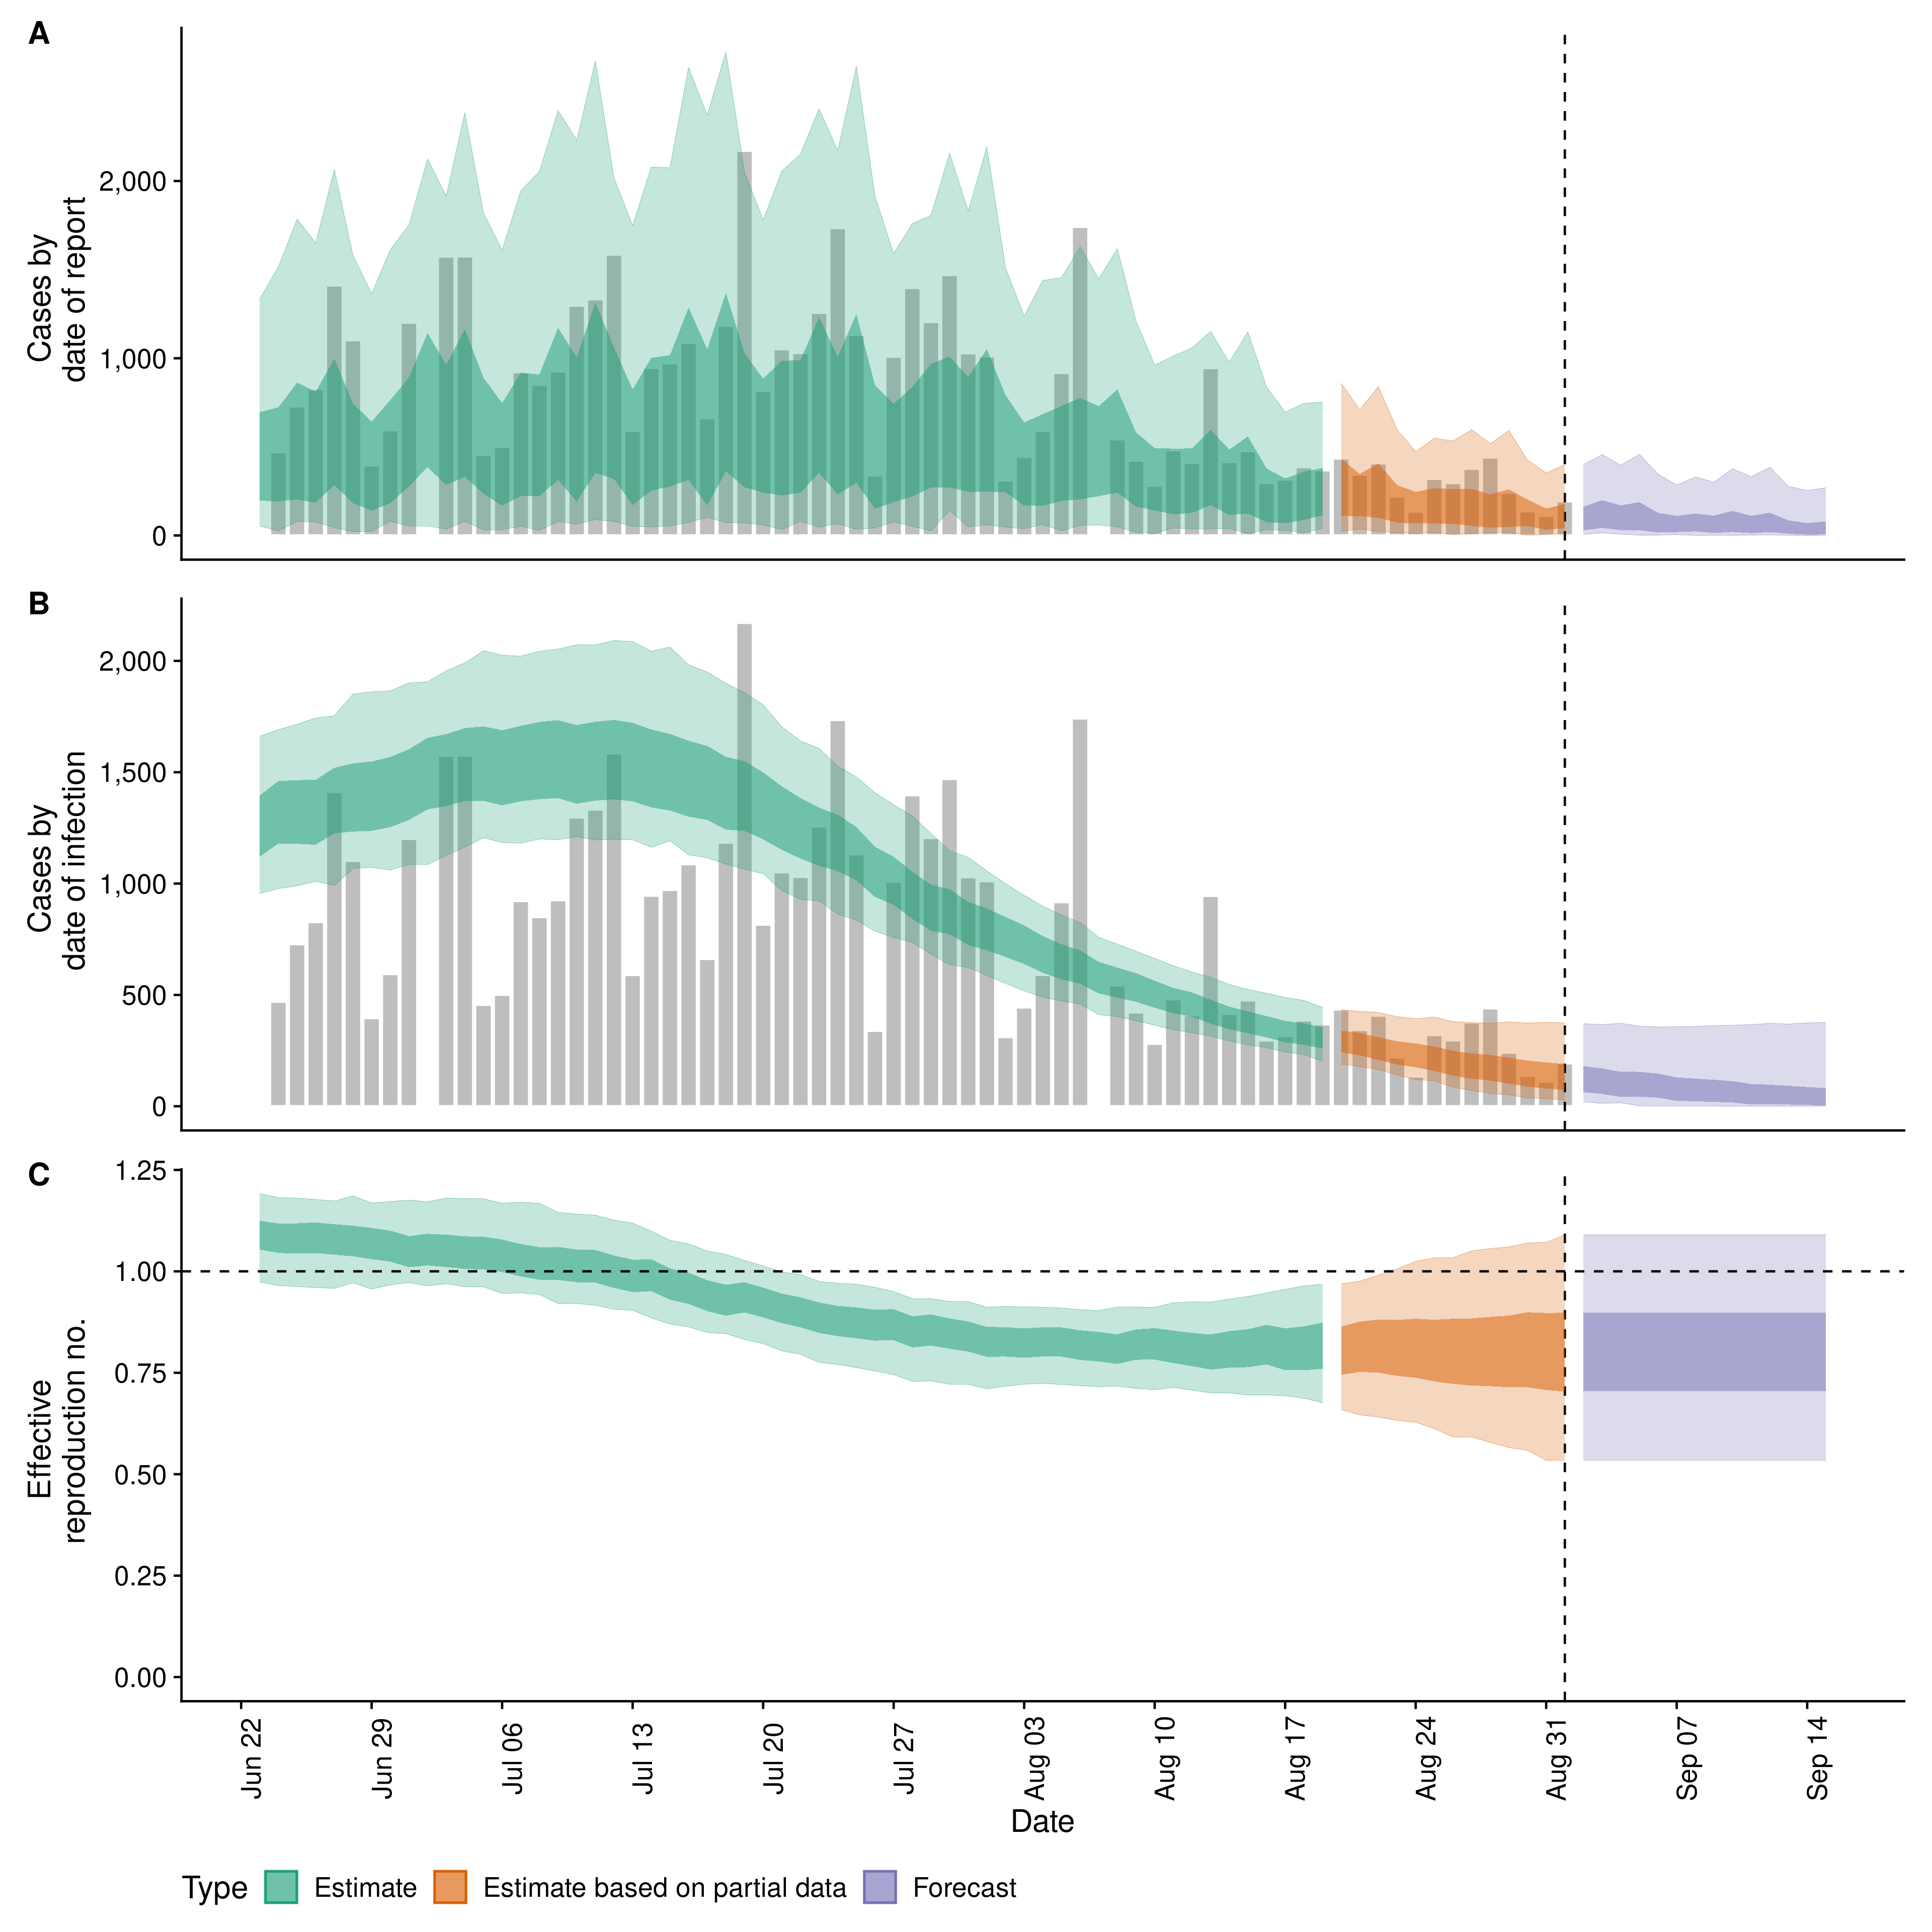 A
Cases by
date of report
2,000
1,000
0
B
Cases by
date of infection
2,000
1,500
1,000
500
0
C
Effective
reproduction no.
1.25
1.00
0.75
0.50
0.25
0.00
Jun 22
Jun 29
Jul 06
Jul 13
Jul 20
Jul 27
Aug 03
Aug 10
Aug 17
Aug 24
Aug 31
Sep 07
Sep 14
Date
Type Estimate Estimate based on partial data Forecast